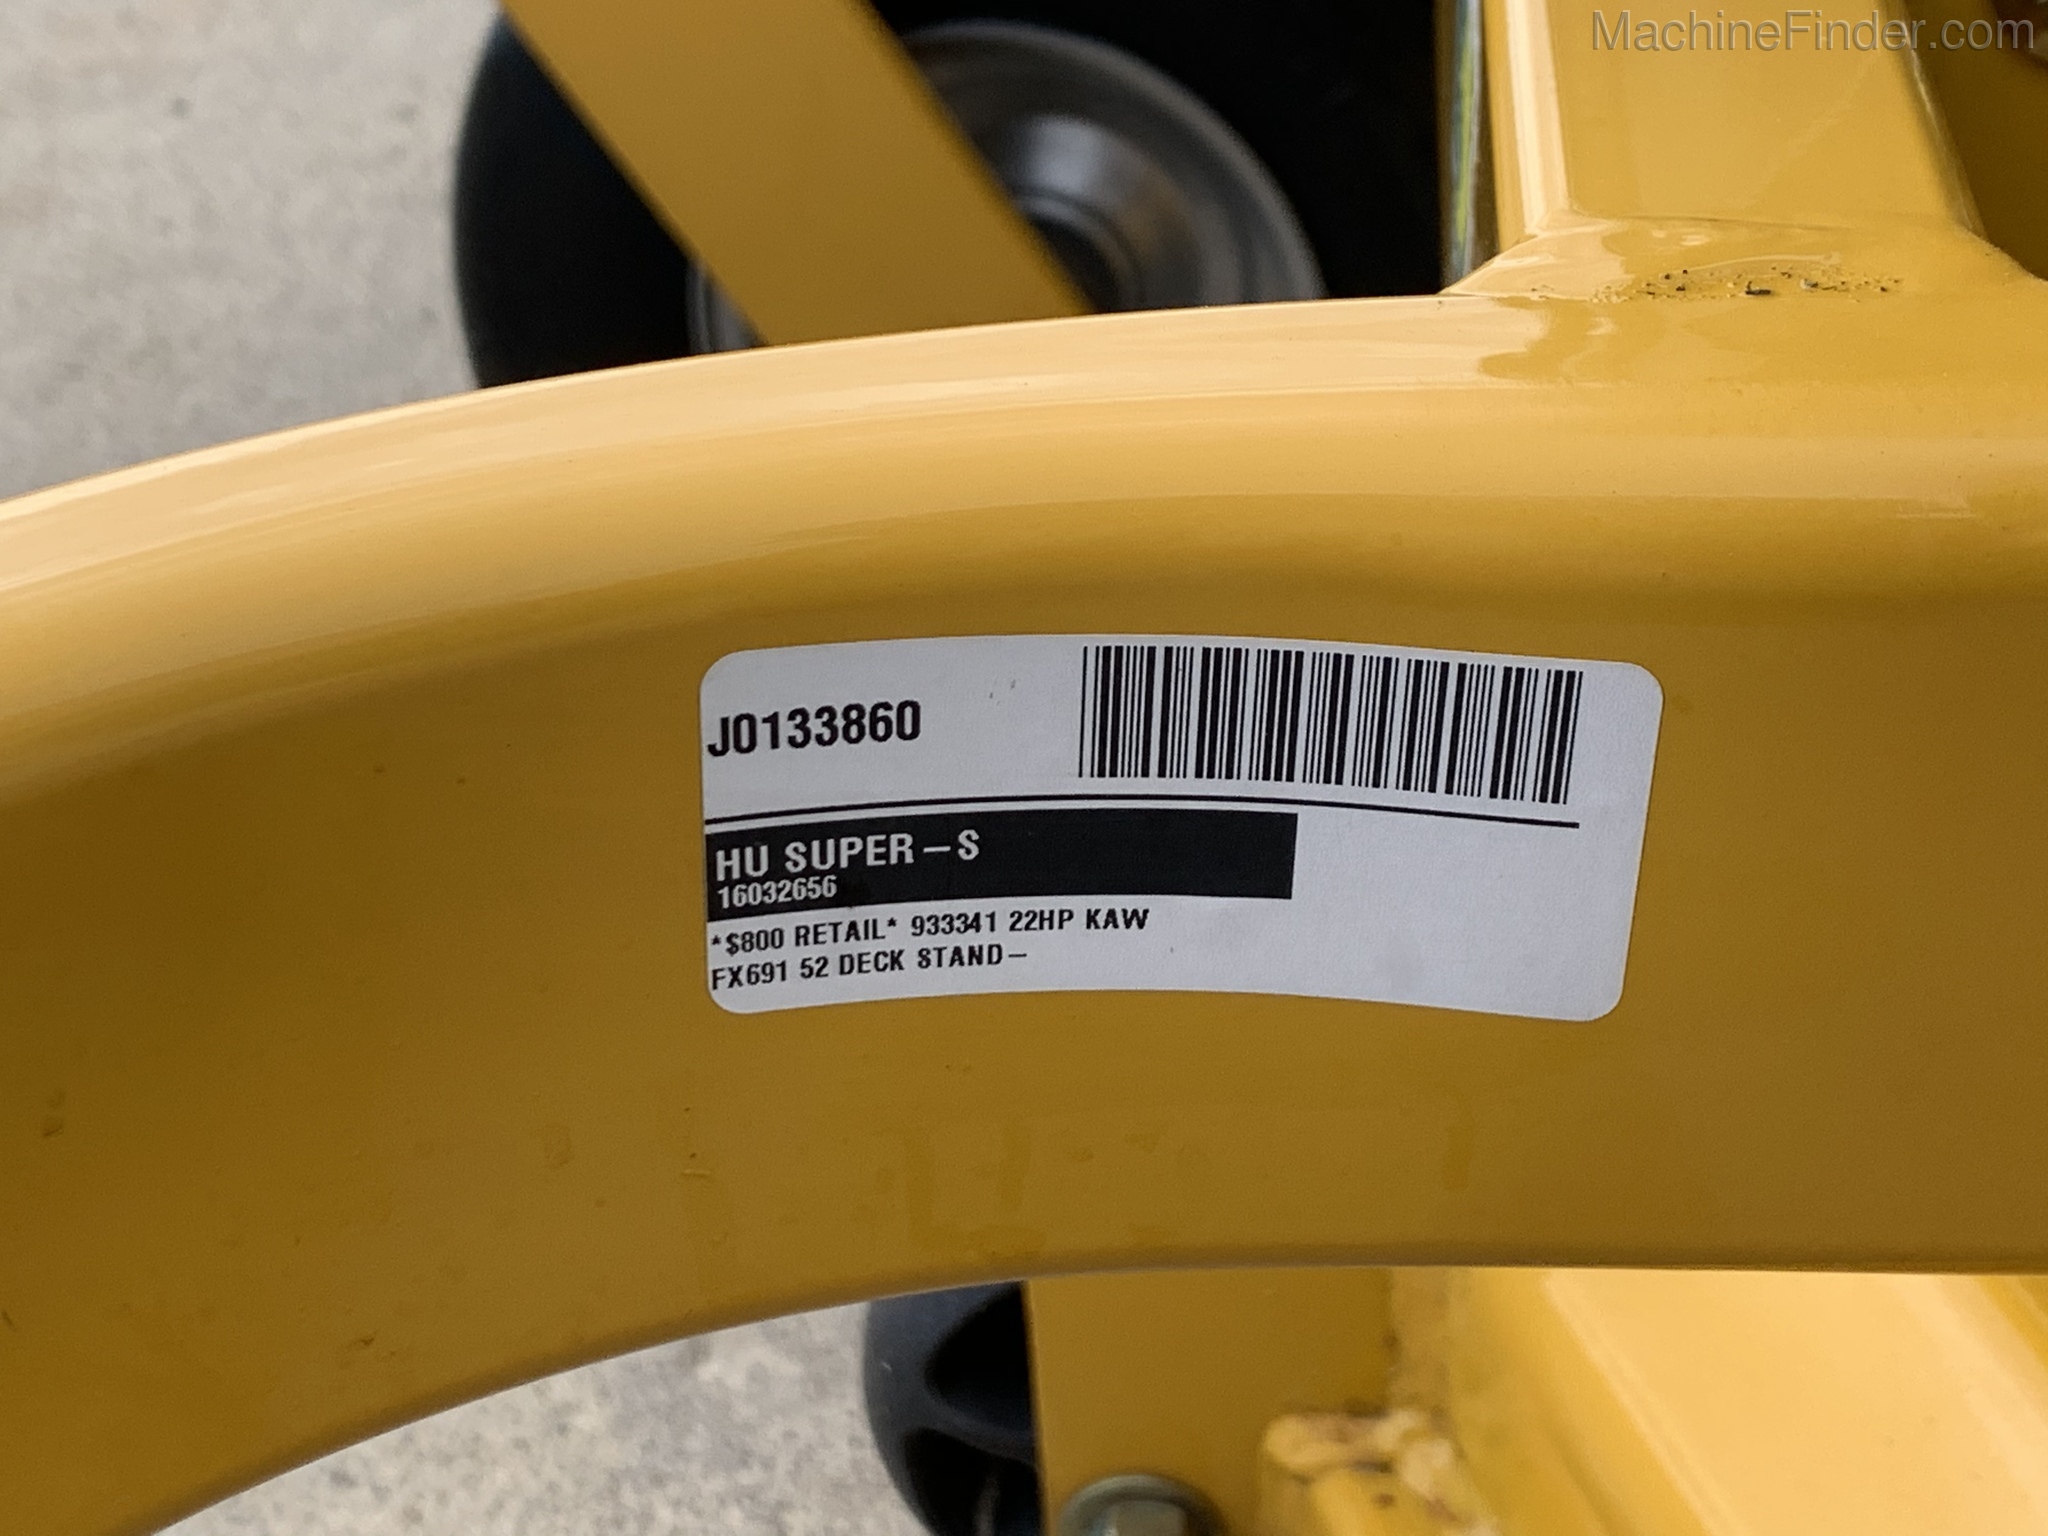 MachineFinder.com
J0133860
HU SUPER-S
16032656
*$800 RETAIL* 933341 22HP KAW
FX691 52 DECK STAND-